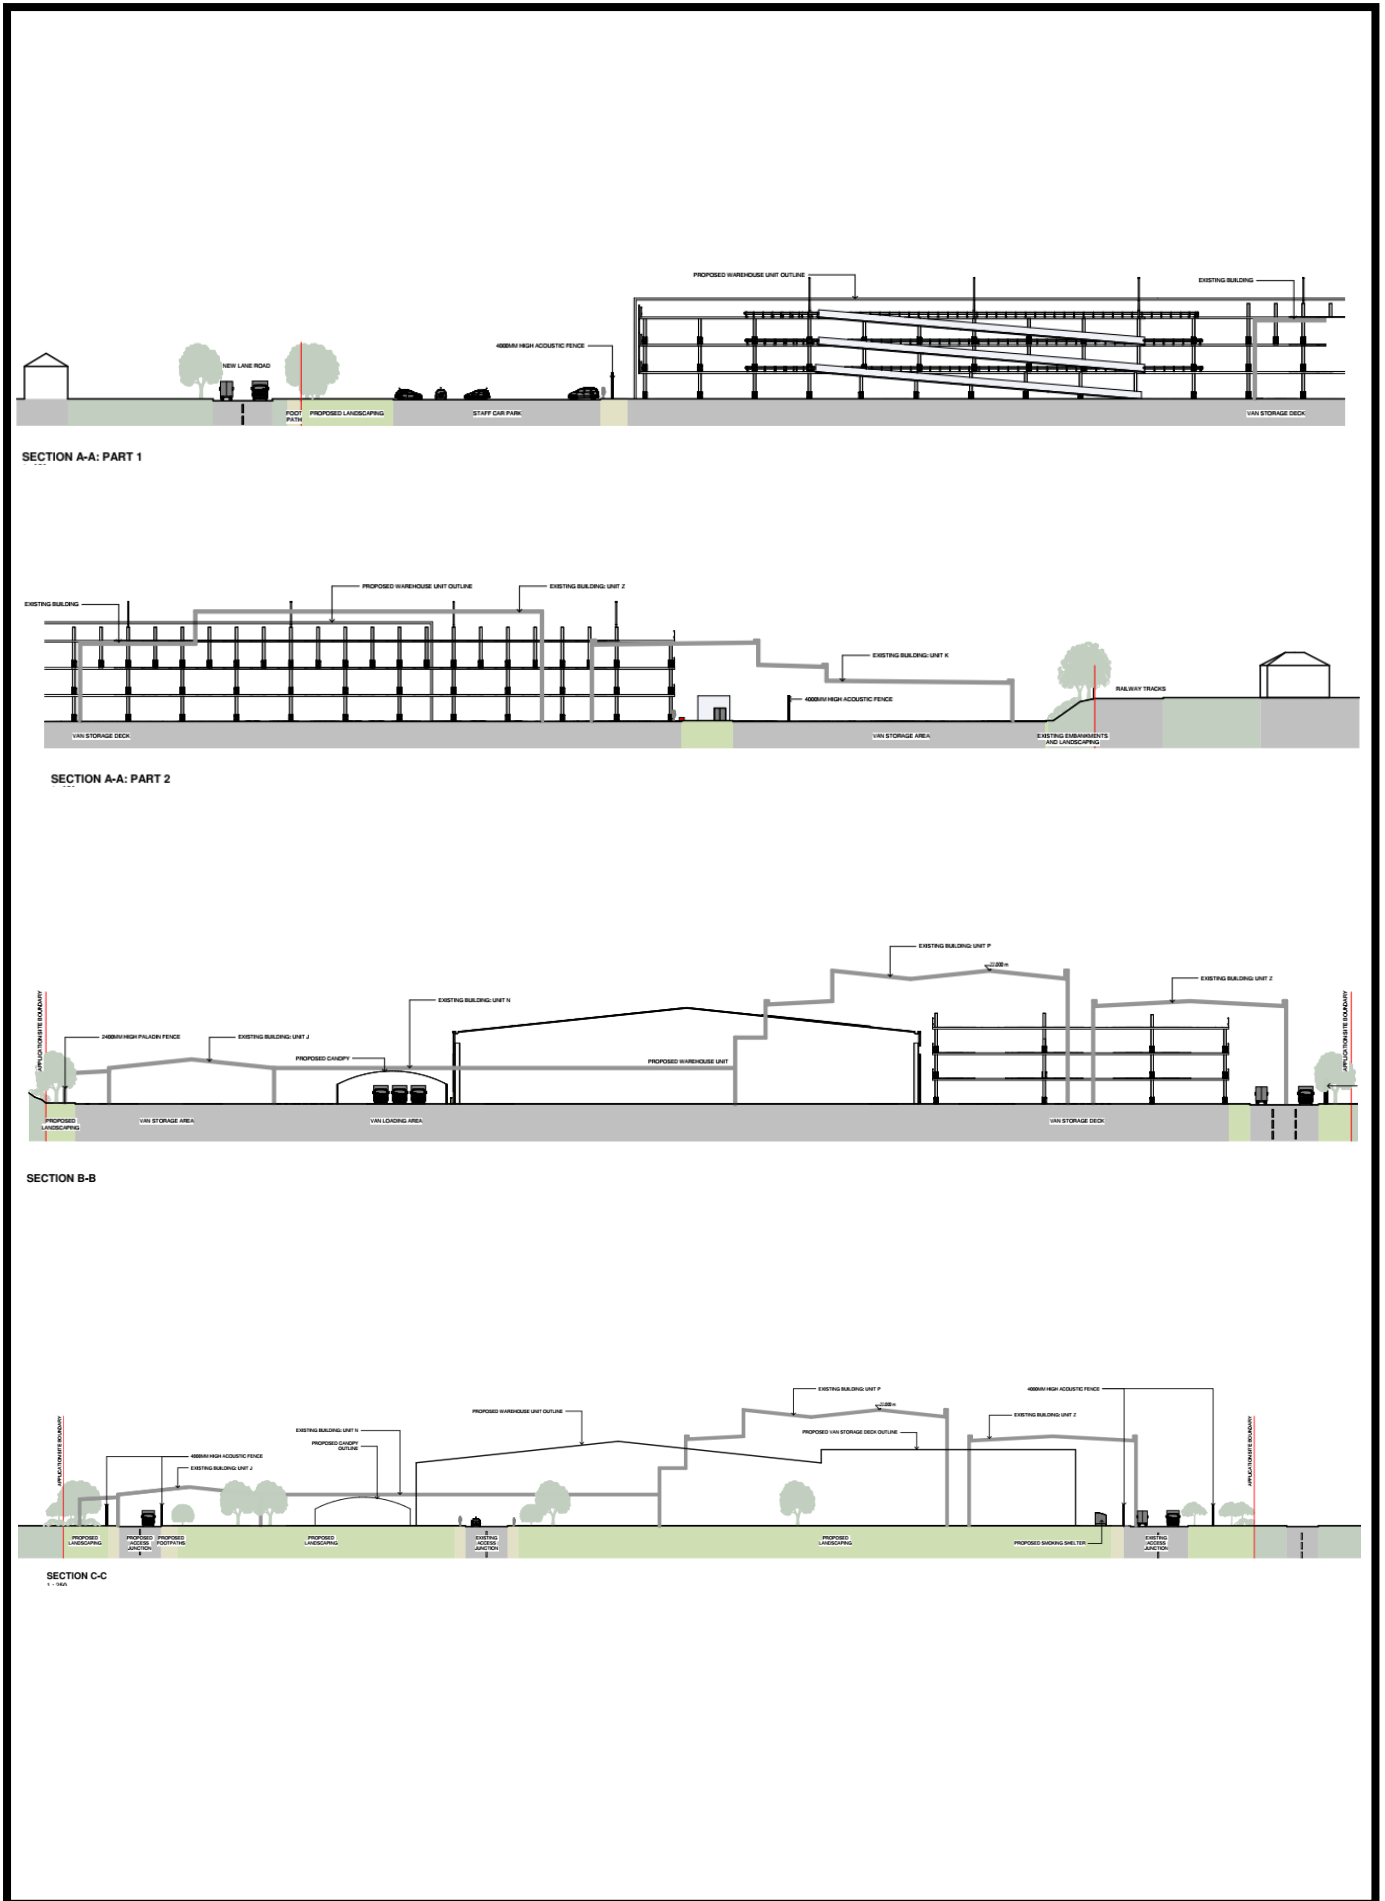 PROPOSED WAREHOUSE UNIT OUTLINE
EXISTING BUILDING
4000MM HIGH ACOUSTIC FENCE
NEW LANE ROAD
FOOT
PATH
PROPOSED LANDSCAPING
STAFF CAR PARK
VAN STORAGE DECK
SECTION A-A: PART 1
PROPOSED WAREHOUSE UNIT OUTLINE
EXISTING BUILDING: UNIT Z
EXISTING BUILDING
EXISTING BUILDING: UNIT K
RAILWAY TRACKS
4000MM HIGH ACOUSTIC FENCE
VAN STORAGE DECK
VAN STORAGE AREA
EXISTING EMBANKMENTS
AND LANDSCAPING
SECTION A-A: PART 2
EXISTING BUILDING: UNIT P
22.000 m
EXISTING BUILDING: UNIT Z
APPLICATION SITE BOUNDARY
EXISTING BUILDING: UNIT N
APPLICATION SITE BOUNDARY
2400MM HIGH PALADIN FENCE
EXISTING BUILDING: UNIT J
PROPOSED CANOPY
PROPOSED WAREHOUSE UNIT
PROPOSED
LANDSCAPING
VAN STORAGE AREA
VAN LOADING AREA
VAN STORAGE DECK
SECTION B-B
EXISTING BUILDING: UNIT P
4000MM HIGH ACOUSTIC FENCE
PROPOSED WAREHOUSE UNIT OUTLINE
EXISTING BUILDING: UNIT Z
APPLICATION SITE BOUNDARY
EXISTING BUILDING: UNIT N
PROPOSED VAN STORAGE DECK OUTLINE
APPLICATION SITE BOUNDARY
PROPOSED CANOPY
OUTLINE
4000MM HIGH ACOUSTIC FENCE
EXISTING BUILDING: UNIT J
PROPOSED
LANDSCAPING
PROPOSED
ACCESS
JUNCTION
PROPOSED
FOOTPATHS
PROPOSED
LANDSCAPING
EXISTING
ACCESS
JUNCTION
PROPOSED
LANDSCAPING
PROPOSED SMOKING SHELTER
EXISTING
ACCESS
JUNCTION
SECTION C-C
1 : 250